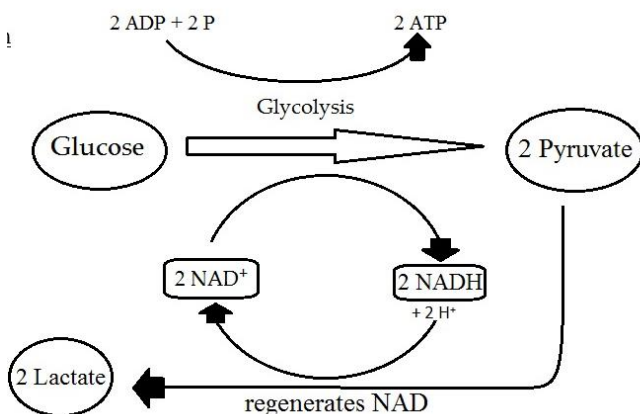 2 ADP + 2 P 2 ATP
Glycolysis
Glucose
2 Pyruvate
2 NAD⁺ 2 NADH
+ 2 H⁺
2 Lactate
regenerates NAD